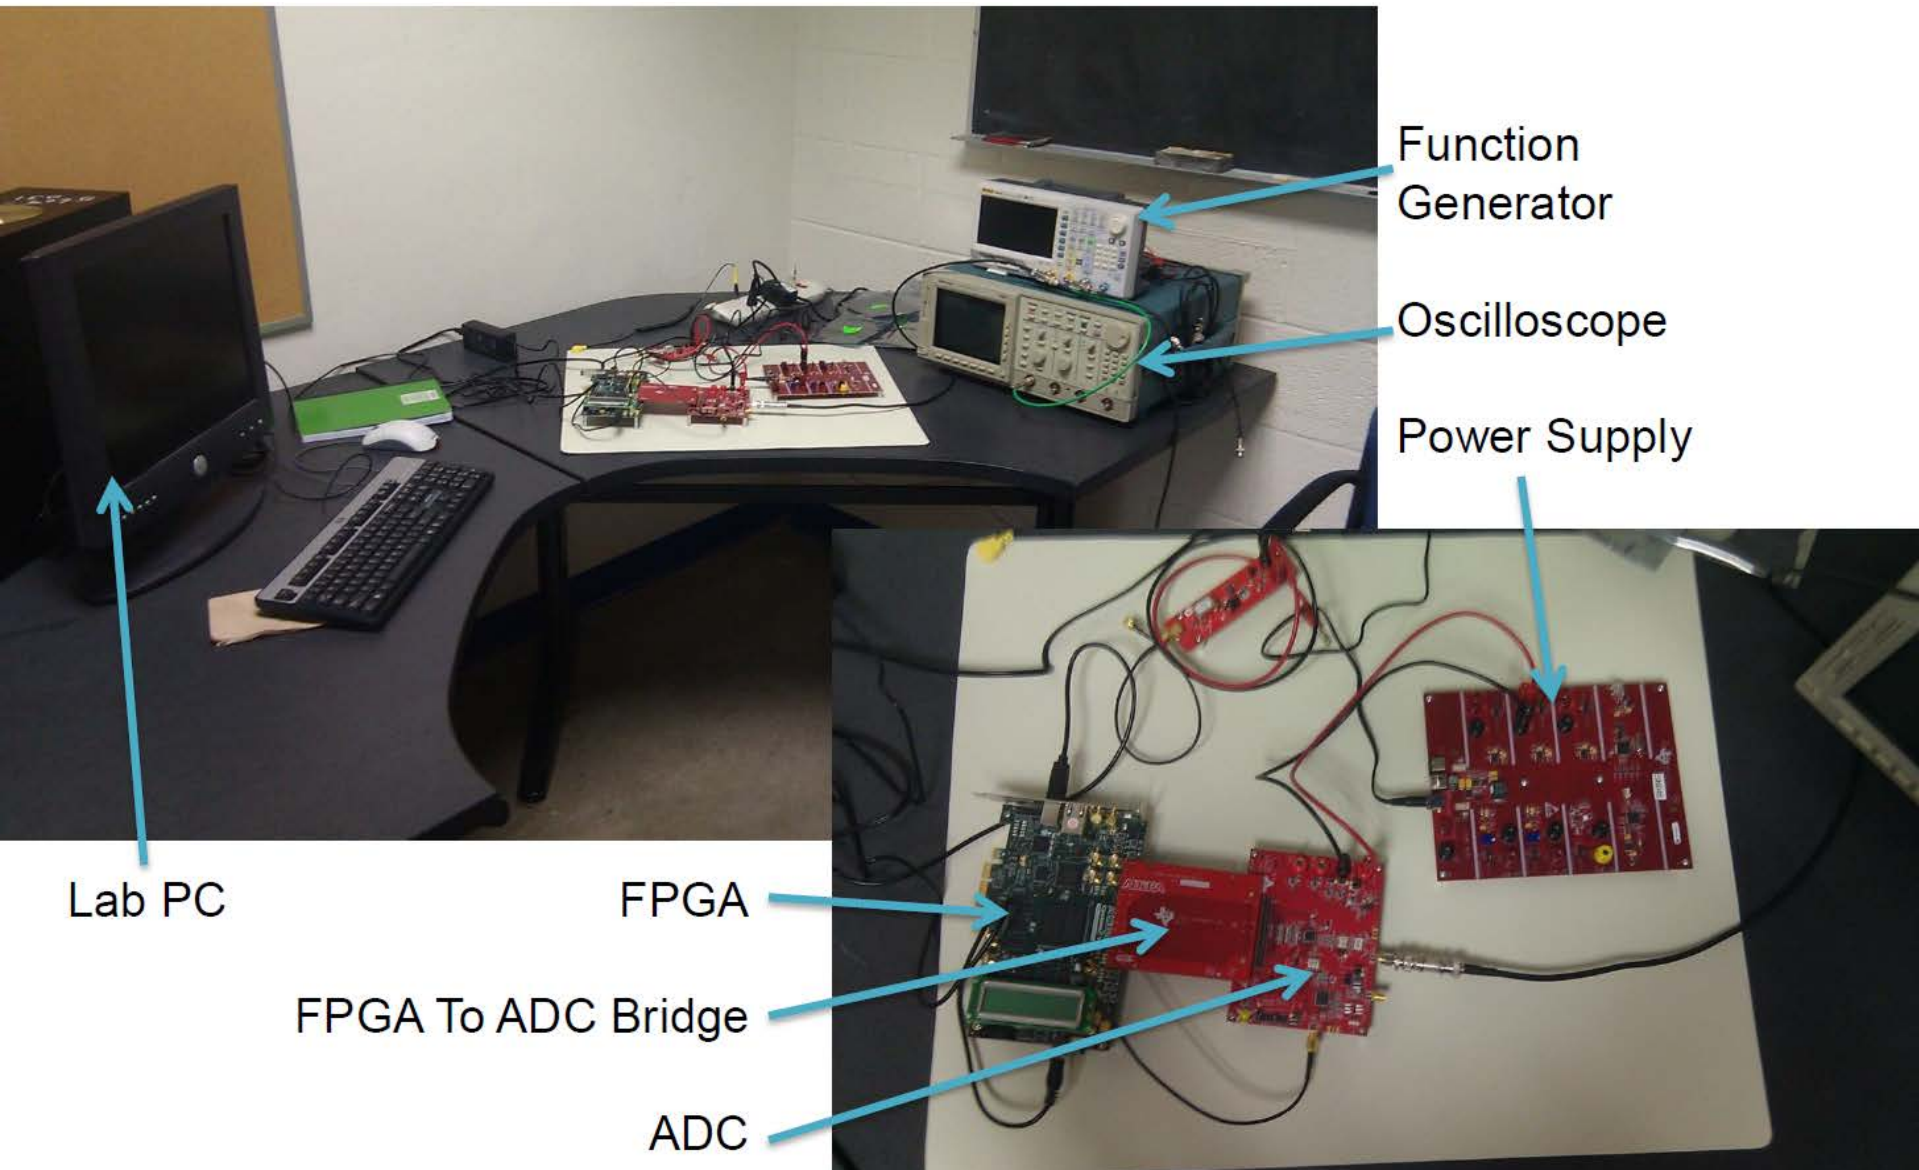 Function
Generator
Oscilloscope
Power Supply
Lab PC
FPGA
FPGA To ADC Bridge
ADC